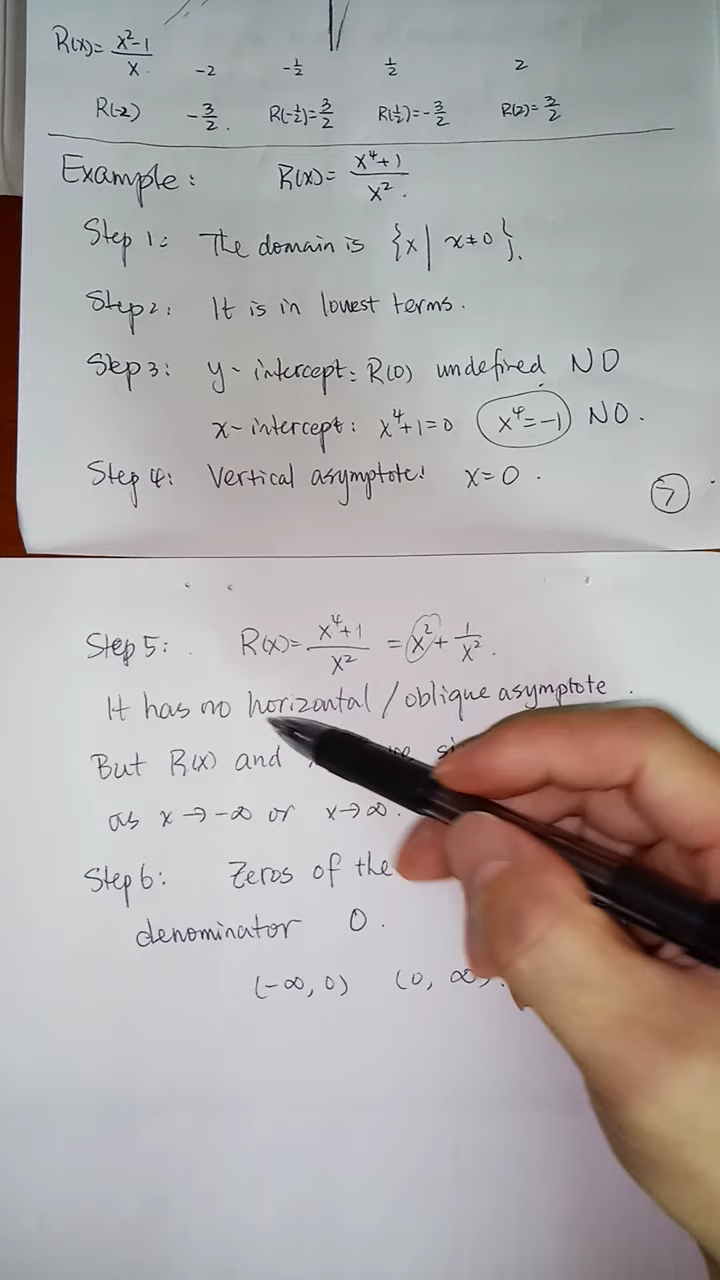 R(x)= x²-1/x -2 -1/2 1/2 2
R(-2) -3/2. R(-1/2)=3/2 R(1/2)=-3/2 R(2)=3/2
Example: R(x)= x⁴+1/x².
Step 1: The domain is {x| x≠0}.
Step 2: It is in lowest terms.
Step 3: y-intercept: R(0) undefined NO
x-intercept: x⁴+1=0 x⁴=-1 NO.
Step 4: Vertical asymptote: x=0.
7
Step 5: R(x)= x⁴+1/x² = x²+ 1/x².
It has no horizontal / oblique asymptote.
But R(x) and
as x→-∞ or x→∞.
Step 6: Zeros of the
denominator 0.
(-∞, 0) (0, ∞).